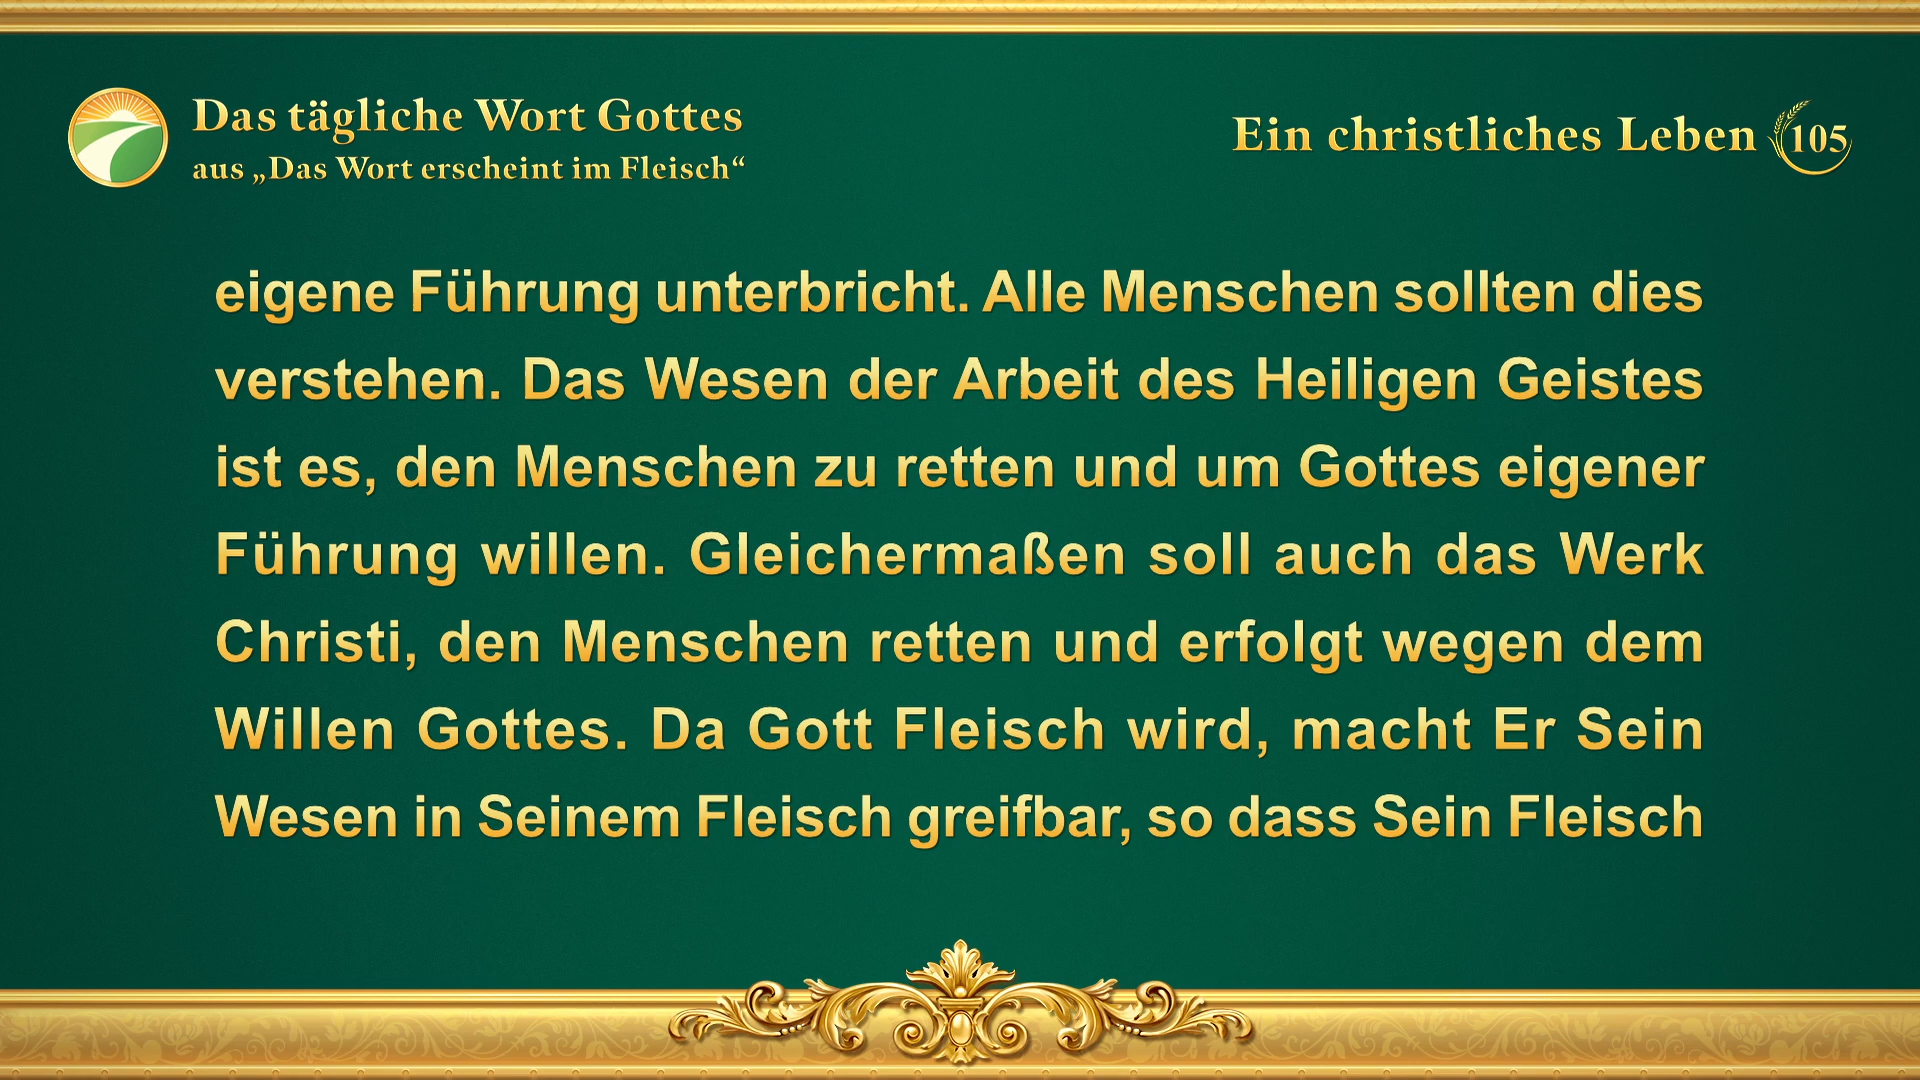 Das tägliche Wort Gottes
aus „Das Wort erscheint im Fleisch“
Ein christliches Leben 105
eigene Führung unterbricht. Alle Menschen sollten dies
verstehen. Das Wesen der Arbeit des Heiligen Geistes
ist es, den Menschen zu retten und um Gottes eigener
Führung willen. Gleichermaßen soll auch das Werk
Christi, den Menschen retten und erfolgt wegen dem
Willen Gottes. Da Gott Fleisch wird, macht Er Sein
Wesen in Seinem Fleisch greifbar, so dass Sein Fleisch